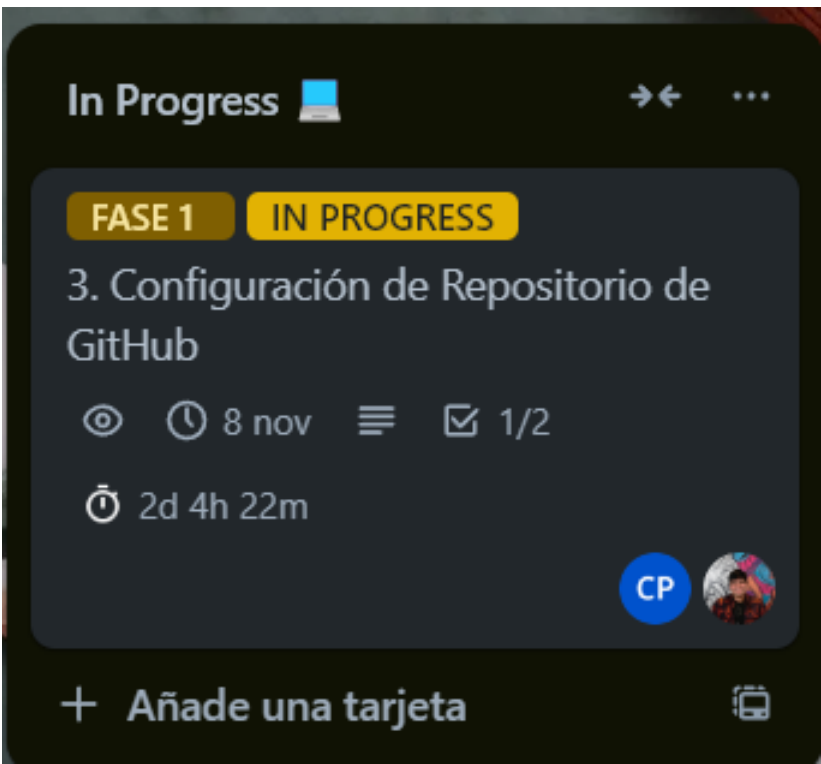 In Progress
FASE 1 IN PROGRESS
3. Configuración de Repositorio de
GitHub
8 nov 1/2
2d 4h 22m
CP
Añade una tarjeta